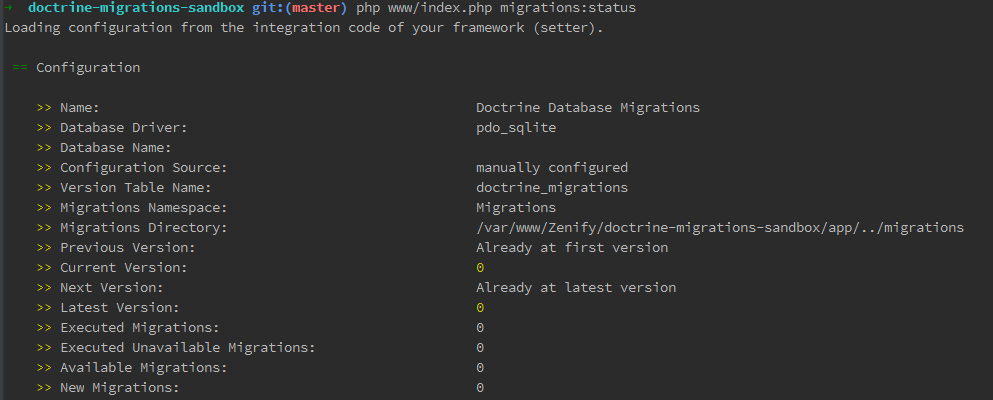 → doctrine-migrations-sandbox git:(master) php www/index.php migrations:status
Loading configuration from the integration code of your framework (setter).
== Configuration
>> Name: Doctrine Database Migrations
>> Database Driver: pdo_sqlite
>> Database Name:
>> Configuration Source: manually configured
>> Version Table Name: doctrine_migrations
>> Migrations Namespace: Migrations
>> Migrations Directory: /var/www/Zenify/doctrine-migrations-sandbox/app/../migrations
>> Previous Version: Already at first version
>> Current Version: 0
>> Next Version: Already at latest version
>> Latest Version: 0
>> Executed Migrations: 0
>> Executed Unavailable Migrations: 0
>> Available Migrations: 0
>> New Migrations: 0